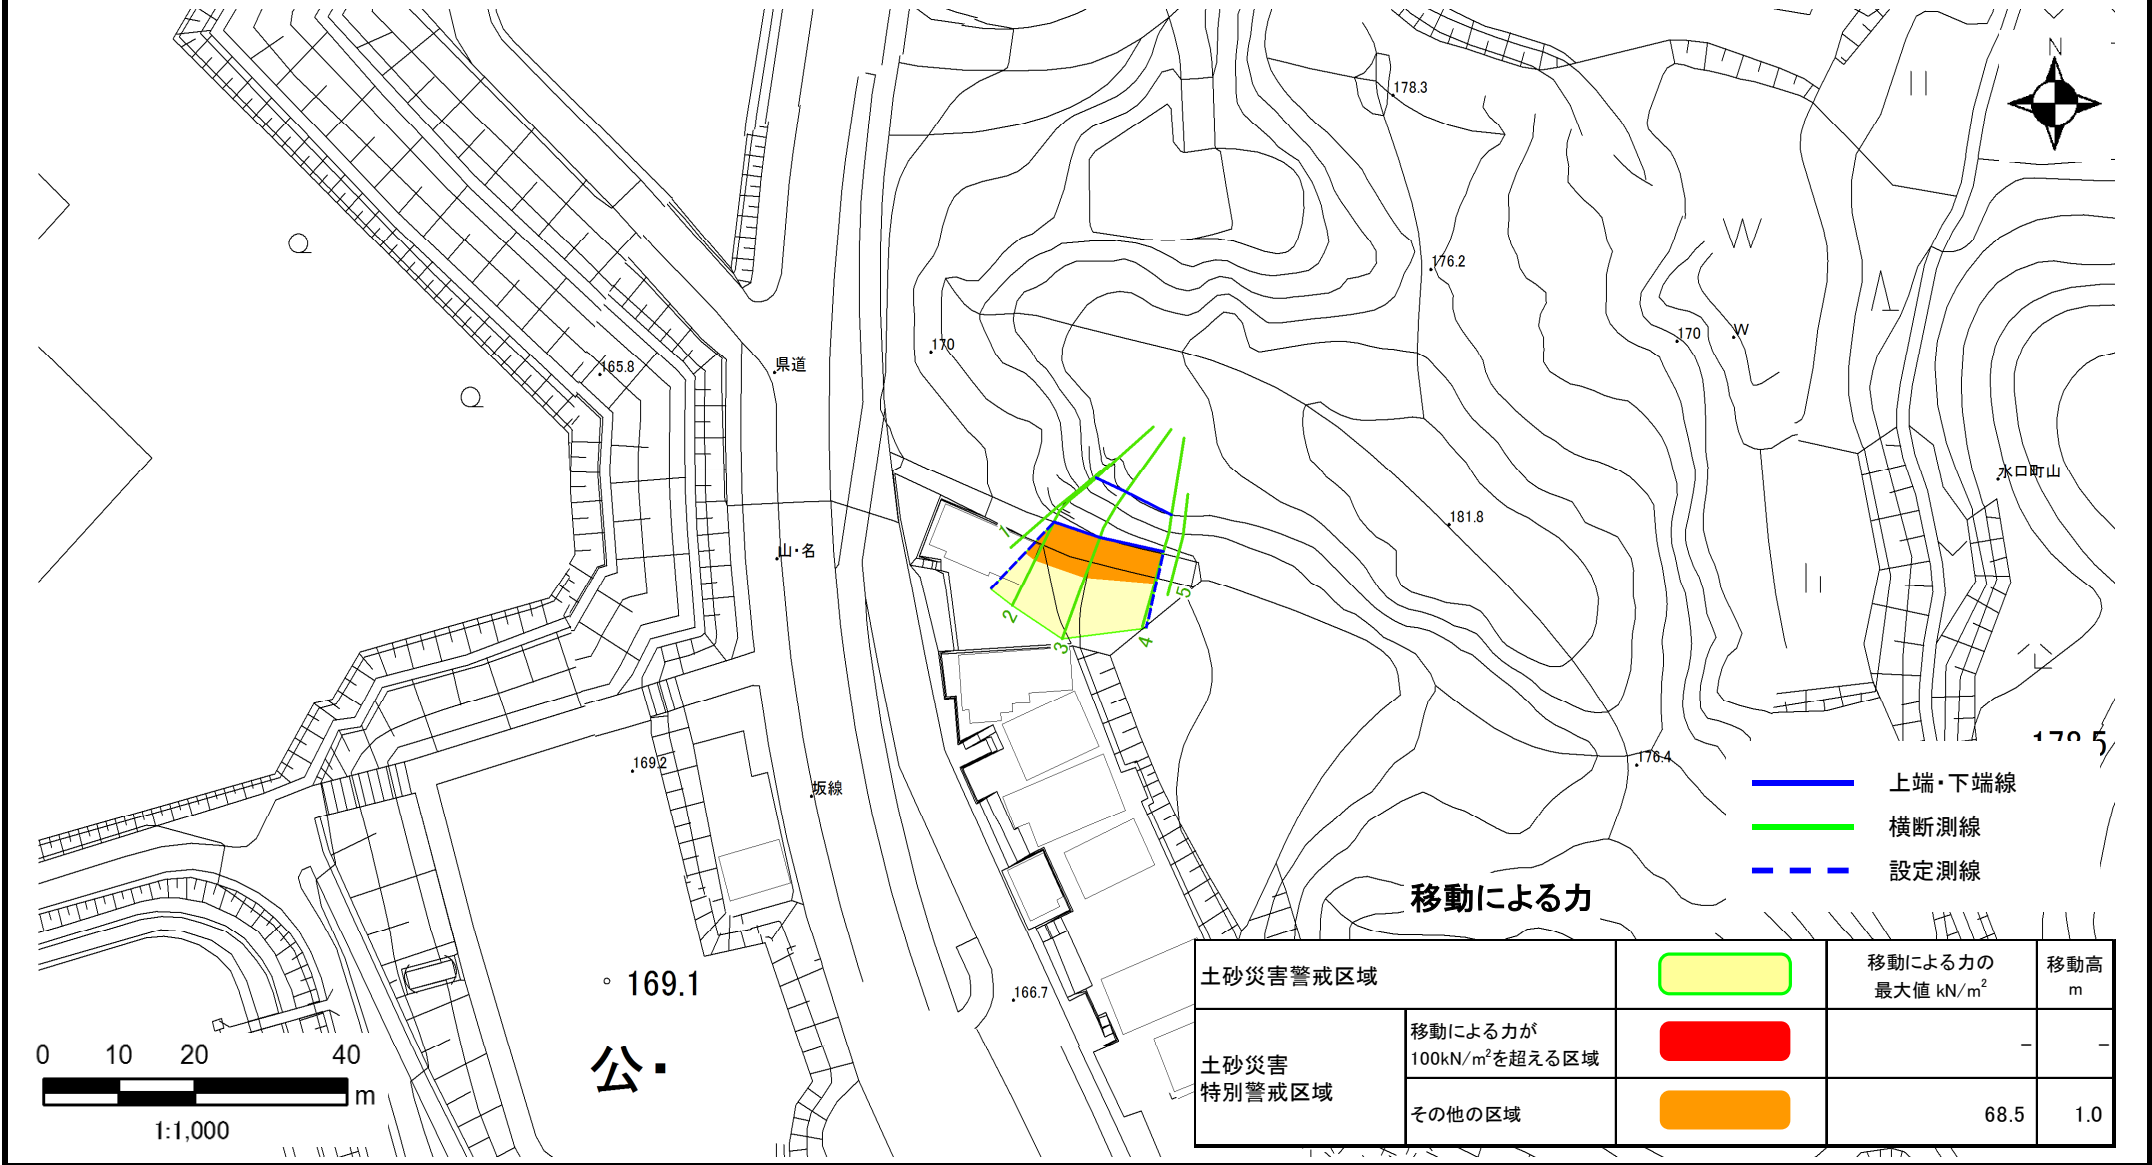 N
178.3
176.2
170
W
170
165.8
県道
水口町山
181.8
山・名
1
2
3
4
5
176.4
169.2
坂線
166.7
169.1
公・
上端・下端線
横断測線
設定測線
移動による力
土砂災害警戒区域
移動による力の
最大値 kN/m²
移動高
m
土砂災害
特別警戒区域
移動による力が
100kN/m²を超える区域
－
－
その他の区域
68.5
1.0
0 10 20 40
m
1:1,000